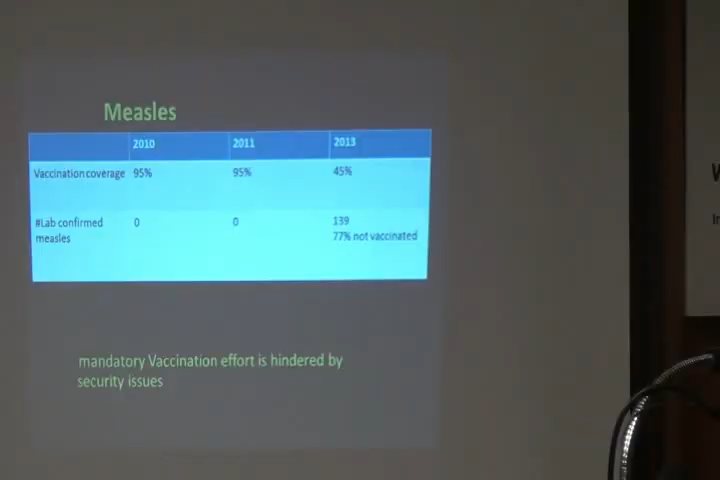 Measles
2010 2011 2013
Vaccination coverage 95% 95% 45%
#Lab confirmed measles 0 0 139
77% not vaccinated
mandatory Vaccination effort is hindered by
security issues